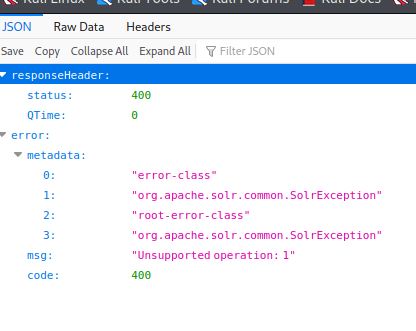 Kali Linux Kali Tools Kali Forums Kali Docs
JSON Raw Data Headers
Save Copy Collapse All Expand All Filter JSON
responseHeader:
status: 400
QTime: 0
error:
metadata:
0: "error-class"
1: "org.apache.solr.common.SolrException"
2: "root-error-class"
3: "org.apache.solr.common.SolrException"
msg: "Unsupported operation: 1"
code: 400